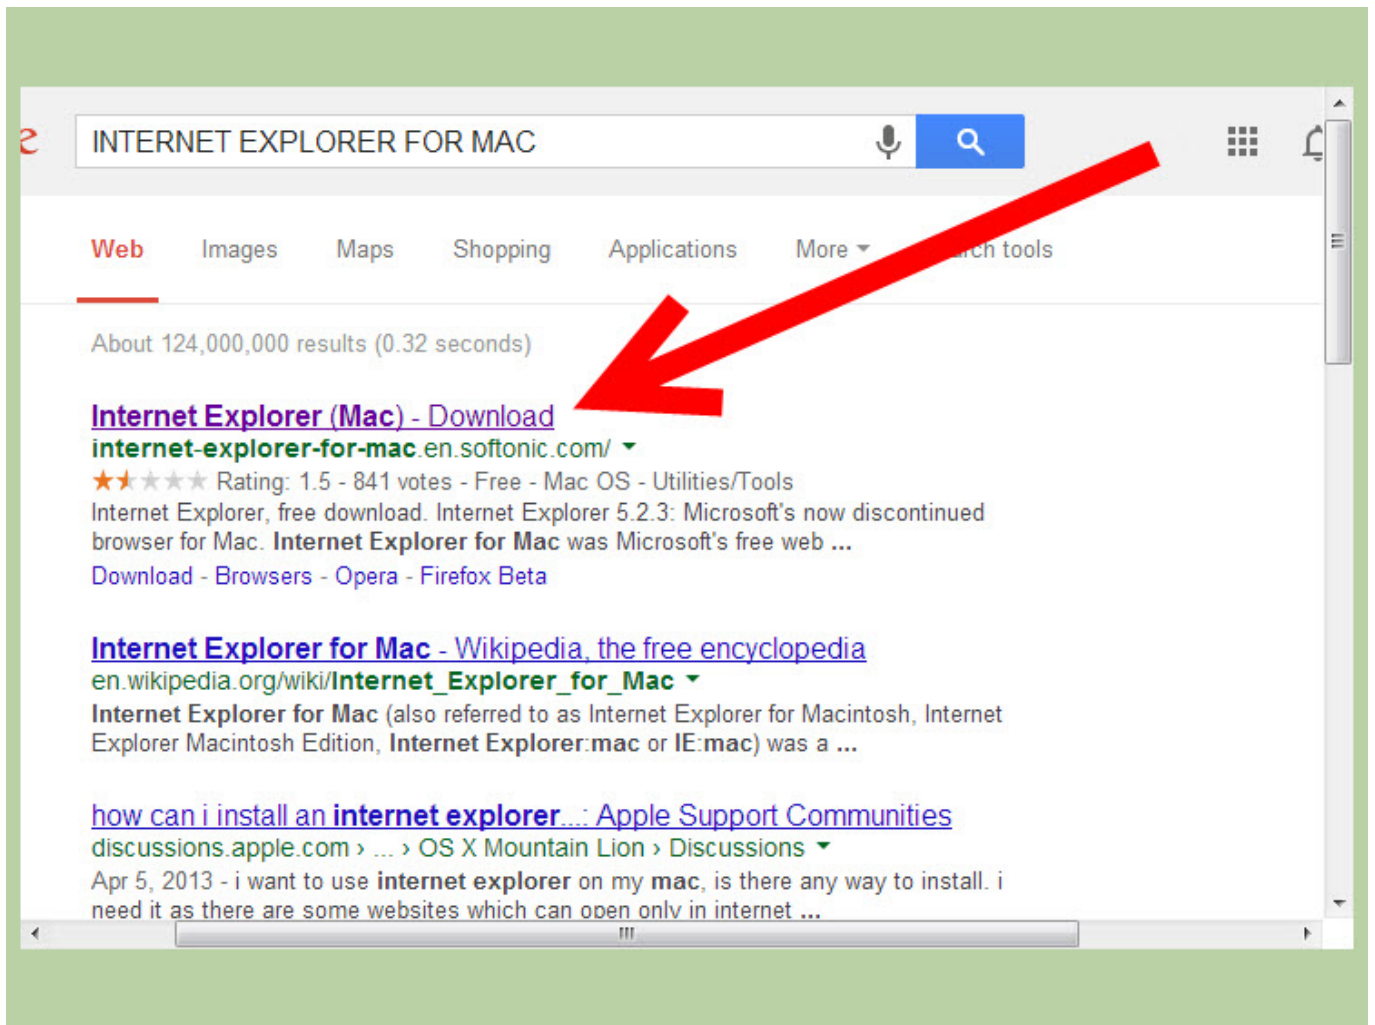 e
INTERNET EXPLORER FOR MAC
Web Images Maps Shopping Applications More tools
About 124,000,000 results (0.32 seconds)
Internet Explorer (Mac) - Download
internet-explorer-for-mac.en.softonic.com/
Rating: 1.5 - 841 votes - Free - Mac OS - Utilities/Tools
Internet Explorer, free download. Internet Explorer 5.2.3: Microsoft's now discontinued
browser for Mac. Internet Explorer for Mac was Microsoft's free web ...
Download - Browsers - Opera - Firefox Beta
Internet Explorer for Mac - Wikipedia, the free encyclopedia
en.wikipedia.org/wiki/Internet_Explorer_for_Mac
Internet Explorer for Mac (also referred to as Internet Explorer for Macintosh, Internet
Explorer Macintosh Edition, Internet Explorer:mac or IE:mac) was a ...
how can i install an internet explorer...: Apple Support Communities
discussions.apple.com › ... › OS X Mountain Lion › Discussions
Apr 5, 2013 - i want to use internet explorer on my mac, is there any way to install. i
need it as there are some websites which can open only in internet ...